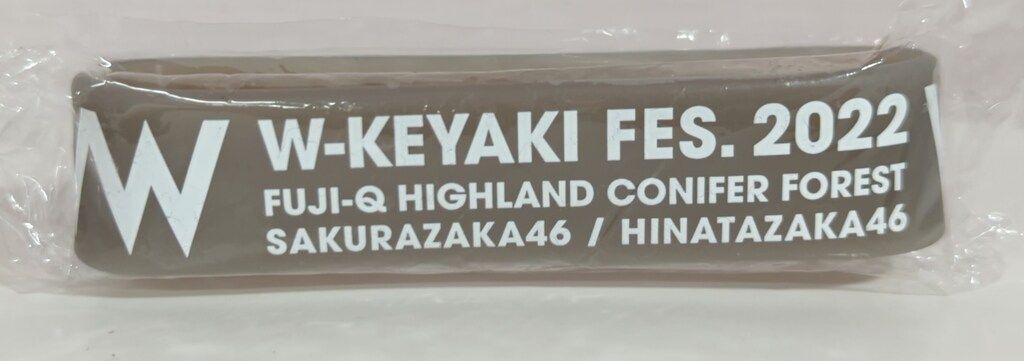 W
W-KEYAKI FES. 2022
FUJI-Q HIGHLAND CONIFER FOREST
SAKURAZAKA46 / HINATAZAKA46